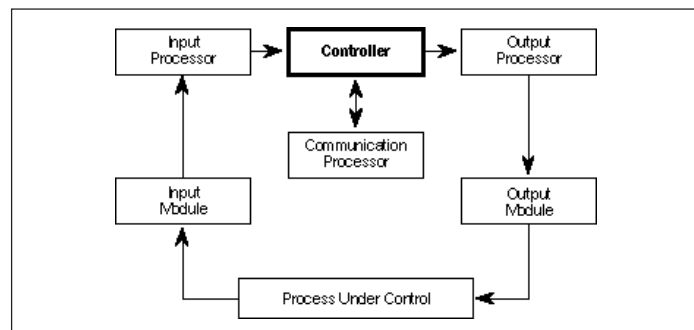 Input
Processor
Controller
Output
Processor
Communication
Processor
Input
Module
Output
Module
Process Under Control